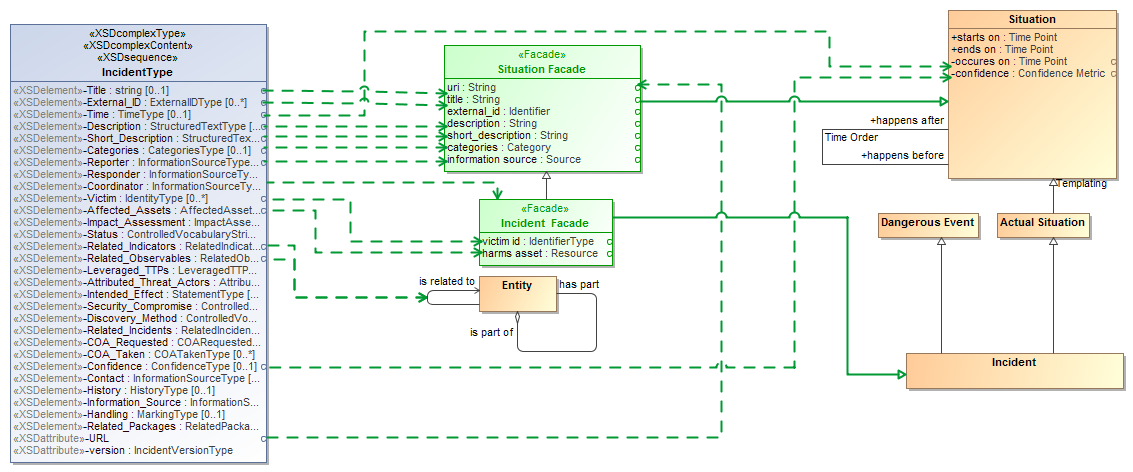 «XSDcomplexType»
«XSDcomplexContent»
«XSDsequence»
IncidentType
«XSDelement»-Title : string [0..1]
«XSDelement»-External_ID : ExternalIDType [0..*]
«XSDelement»-Time : TimeType [0..1]
«XSDelement»-Description : StructuredTextType [...
«XSDelement»-Short_Description : StructuredTex...
«XSDelement»-Categories : CategoriesType [0..1]
«XSDelement»-Reporter : InformationSourceType...
«XSDelement»-Responder : InformationSourceTy...
«XSDelement»-Coordinator : InformationSourceTy...
«XSDelement»-Victim : IdentityType [0..*]
«XSDelement»-Affected_Assets : AffectedAsset...
«XSDelement»-Impact_Assessment : ImpactAsse...
«XSDelement»-Status : ControlledVocabularyStri...
«XSDelement»-Related_Indicators : RelatedIndicat...
«XSDelement»-Related_Observables : RelatedOb...
«XSDelement»-Leveraged_TTPs : LeveragedTTP...
«XSDelement»-Attributed_Threat_Actors : Attribu...
«XSDelement»-Intended_Effect : StatementType [...
«XSDelement»-Security_Compromise : Controlled...
«XSDelement»-Discovery_Method : ControlledVo...
«XSDelement»-Related_Incidents : RelatedInciden...
«XSDelement»-COA_Requested : COARequested...
«XSDelement»-COA_Taken : COATakenType [0..*]
«XSDelement»-Confidence : ConfidenceType [0..1]
«XSDelement»-Contact : InformationSourceType [...
«XSDelement»-History : HistoryType [0..1]
«XSDelement»-Information_Source : InformationS...
«XSDelement»-Handling : MarkingType [0..1]
«XSDelement»-Related_Packages : RelatedPacka...
«XSDattribute»-URL
«XSDattribute»-version : IncidentVersionType
«Facade»
Situation Facade
uri : String
title : String
external_id : Identifier
description : String
short_description : String
categories : Category
information source : Source
«Facade»
Incident Facade
victim id : IdentifierType
harms asset : Resource
Entity
is related to
has part
is part of
Situation
+starts on : Time Point
+ends on : Time Point
-occures on : Time Point
-confidence : Confidence Metric
+happens after
Time Order
+happens before
Templating
Dangerous Event
Actual Situation
Incident